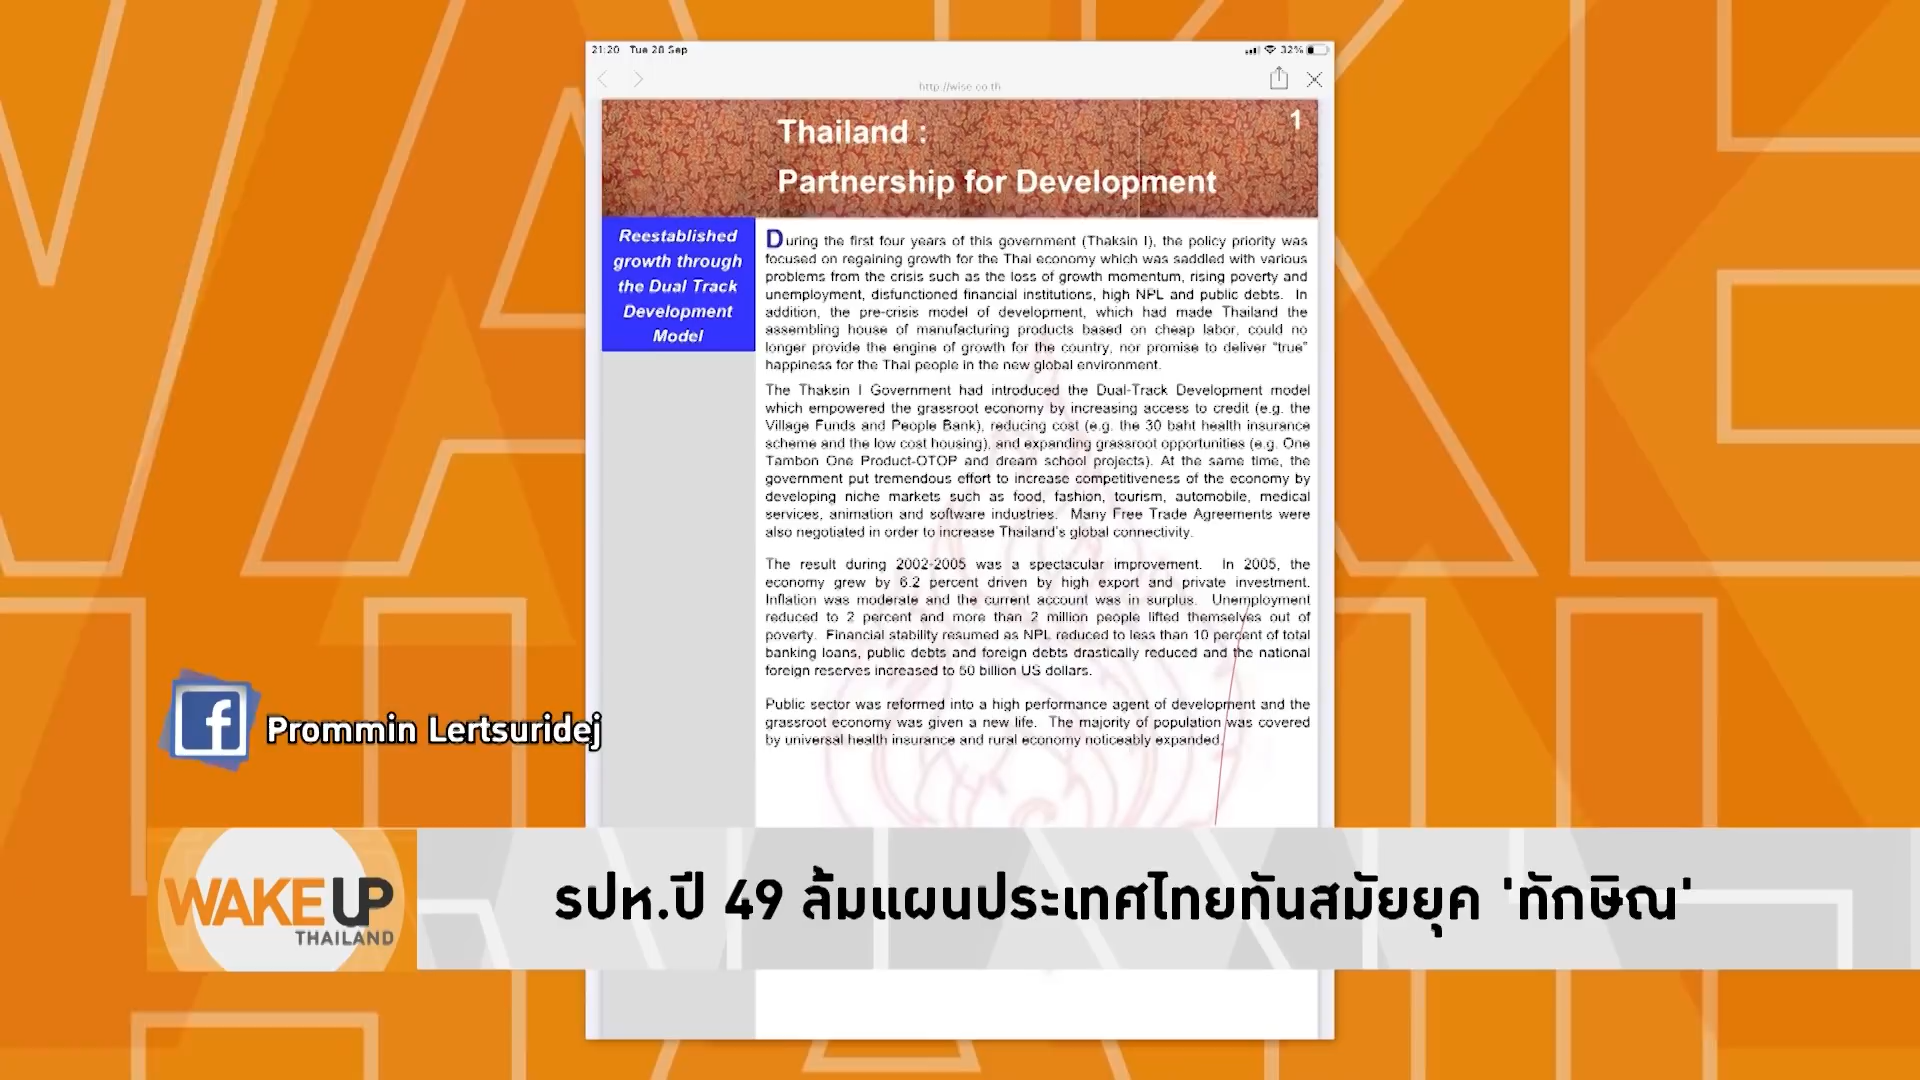 21:20 Tue 28 Sep
32%
http://wise.co.th
Thailand :
1
Partnership for Development
Reestablished
growth through
the Dual Track
Development
Model
During the first four years of this government (Thaksin I), the policy priority was
focused on regaining growth for the Thai economy which was saddled with various
problems from the crisis such as the loss of growth momentum, rising poverty and
unemployment, disfunctioned financial institutions, high NPL and public debts. In
addition, the pre-crisis model of development, which had made Thailand the
assembling house of manufacturing products based on cheap labor, could no
longer provide the engine of growth for the country, nor promise to deliver “true”
happiness for the Thai people in the new global environment.
The Thaksin I Government had introduced the Dual-Track Development model
which empowered the grassroot economy by increasing access to credit (e.g. the
Village Funds and People Bank), reducing cost (e.g. the 30 baht health insurance
scheme and the low cost housing), and expanding grassroot opportunities (e.g. One
Tambon One Product-OTOP and dream school projects). At the same time, the
government put tremendous effort to increase competitiveness of the economy by
developing niche markets such as food, fashion, tourism, automobile, medical
services, animation and software industries. Many Free Trade Agreements were
also negotiated in order to increase Thailand's global connectivity.
The result during 2002-2005 was a spectacular improvement. In 2005, the
economy grew by 6.2 percent driven by high export and private investment.
Inflation was moderate and the current account was in surplus. Unemployment
reduced to 2 percent and more than 2 million people lifted themselves out of
poverty. Financial stability resumed as NPL reduced to less than 10 percent of total
banking loans, public debts and foreign debts drastically reduced and the national
foreign reserves increased to 50 billion US dollars.
Public sector was reformed into a high performance agent of development and the
grassroot economy was given a new life. The majority of population was covered
by universal health insurance and rural economy noticeably expanded.
f Prommin Lertsuridej
WAKE UP
THAILAND
รปห.ปี 49 ล้มแผนประเทศไทยทันสมัยยุค 'ทักษิณ'